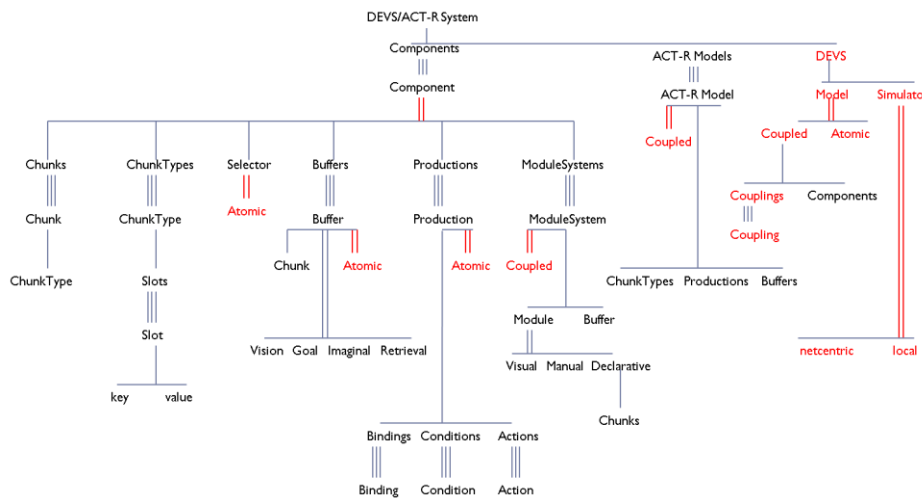 DEVS/ACT-R System
Components
ACT-R Models
DEVS
Component
ACT-R Model
Model
Simulato
Coupled
Coupled
Atomic
Chunks
ChunkTypes
Selector
Buffers
Productions
ModuleSystems
Couplings
Components
Chunk
ChunkType
Atomic
Buffer
Production
ModuleSystem
Coupling
Chunk
Atomic
Atomic
Coupled
ChunkType
Slots
ChunkTypes
Productions
Buffers
Module
Buffer
Slot
Vision
Goal
Imaginal
Retrieval
netcentric
local
Visual
Manual
Declarative
key
value
Chunks
Bindings
Conditions
Actions
Binding
Condition
Action